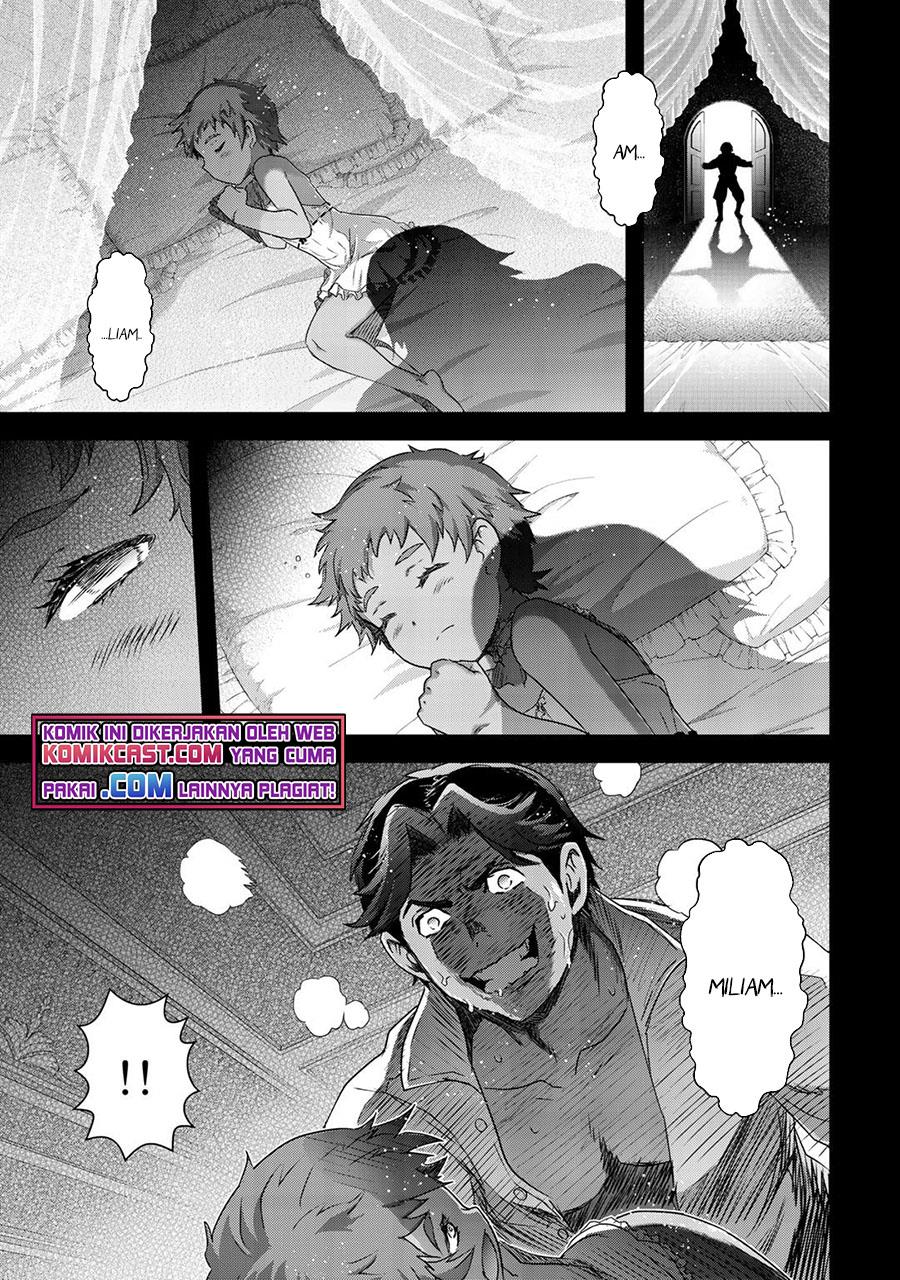 AM...
...LIAM..
KOMIK INI DIKERJAKAN OLEH WEB
KOMIKCAST.COM YANG CUMA
PAKAI .COM LAINNYA PLAGIAT!
MILIAM...
!!